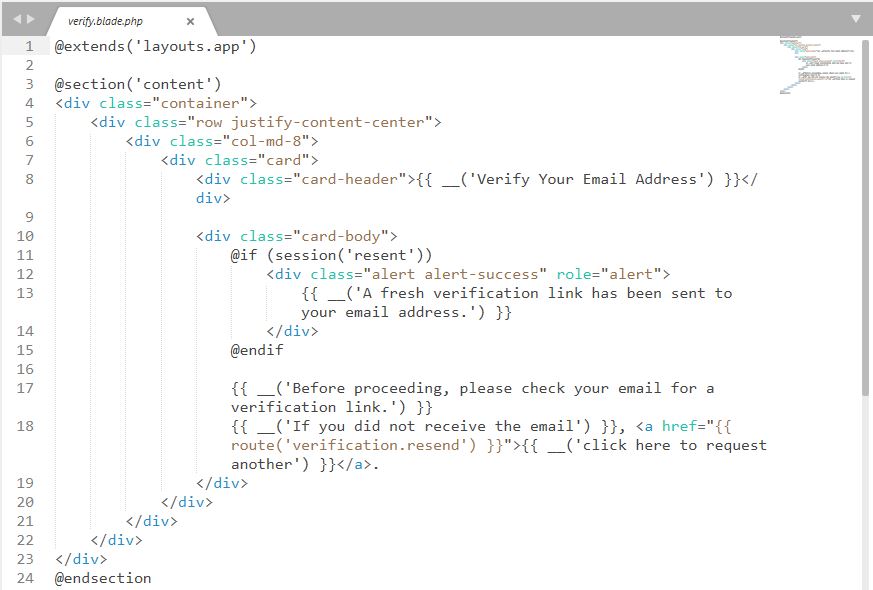 verify.blade.php ×
1 @extends('layouts.app')
2
3 @section('content')
4 <div class="container">
5     <div class="row justify-content-center">
6         <div class="col-md-8">
7             <div class="card">
8                 <div class="card-header">{{ __('Verify Your Email Address') }}</
                div>
9
10                 <div class="card-body">
11                     @if (session('resent'))
12                         <div class="alert alert-success" role="alert">
13                             {{ __('A fresh verification link has been sent to
                            your email address.') }}
14                         </div>
15                     @endif
16
17                     {{ __('Before proceeding, please check your email for a
                    verification link.') }}
18                     {{ __('If you did not receive the email') }}, <a href="{{
                    route('verification.resend') }}">{{ __('click here to request
                    another') }}</a>.
19                 </div>
20             </div>
21         </div>
22     </div>
23 </div>
24 @endsection